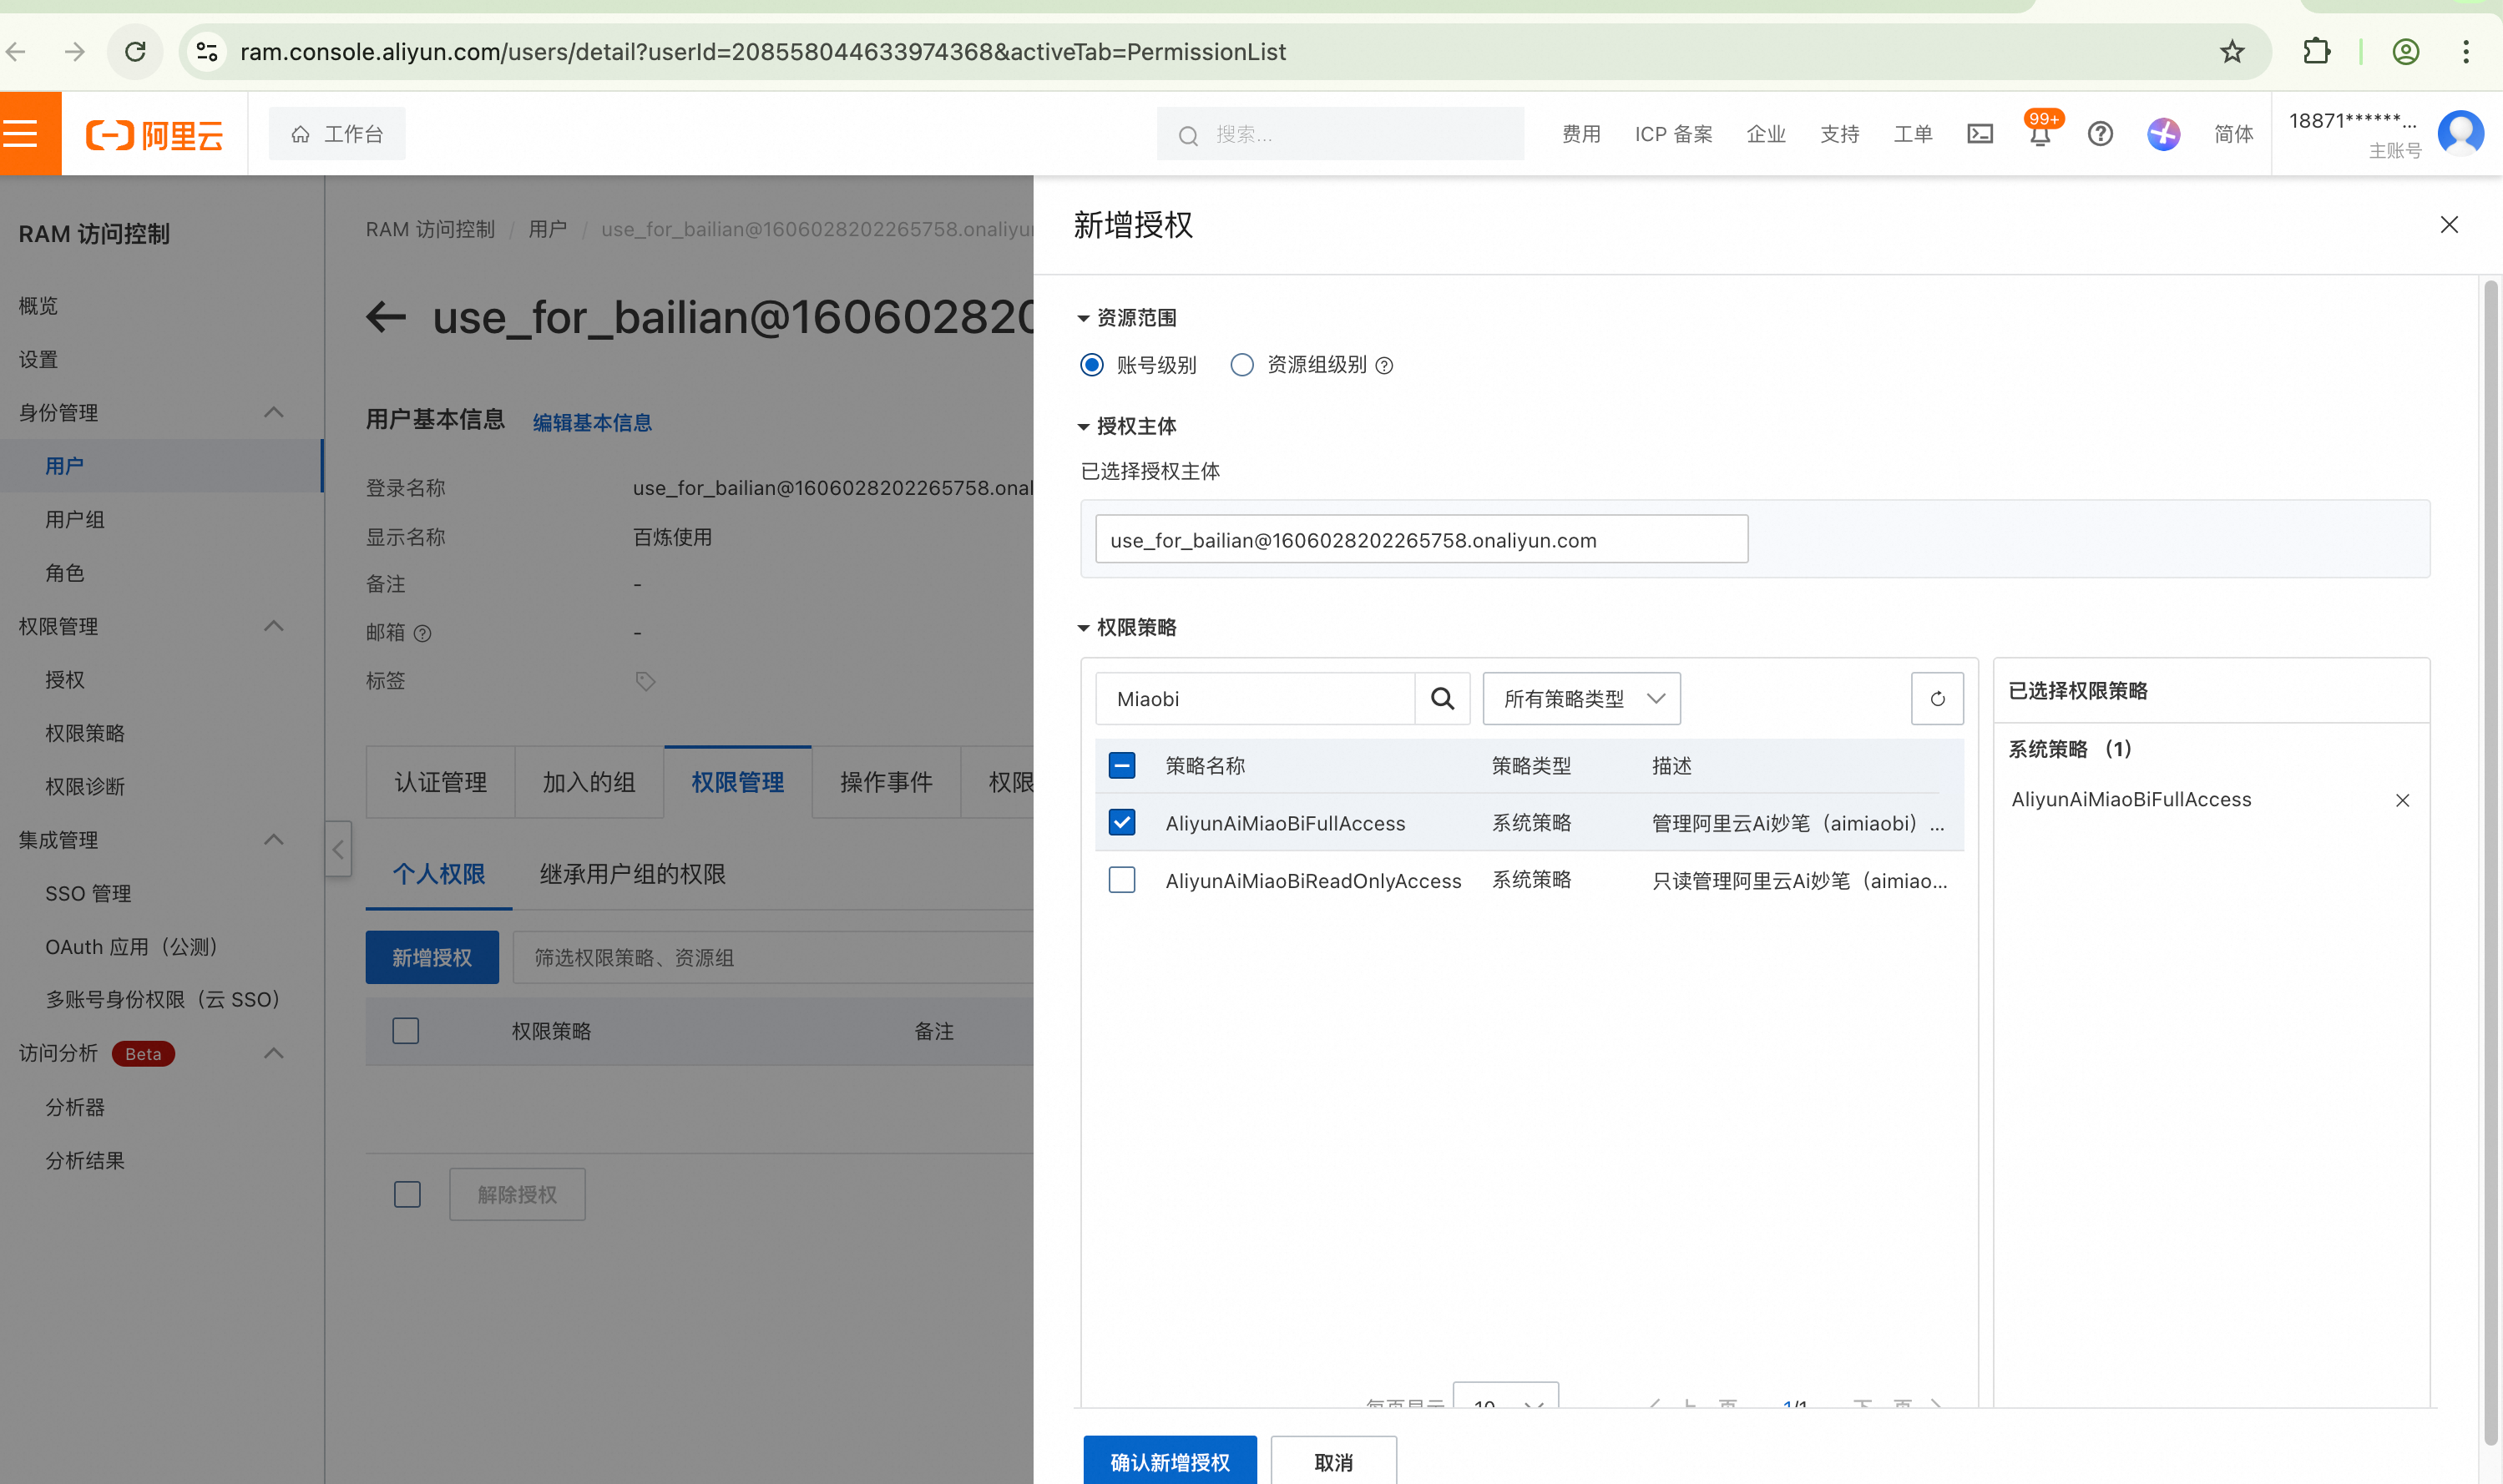 ram.console.aliyun.com/users/detail?userId=208558044633974368&activeTab=PermissionList
阿里云
工作台
搜索...
费用
ICP 备案
企业
支持
工单
99+
简体
18871******...
主账号
RAM 访问控制
概览
设置
身份管理
用户
用户组
角色
权限管理
授权
权限策略
权限诊断
集成管理
SSO 管理
OAuth 应用（公测）
多账号身份权限（云 SSO）
访问分析 Beta
分析器
分析结果
RAM 访问控制 / 用户 / use_for_bailian@1606028202265758.onaliyu
use_for_bailian@16060282
用户基本信息 编辑基本信息
登录名称 use_for_bailian@1606028202265758.onal
显示名称 百炼使用
备注 -
邮箱 -
标签
认证管理 加入的组 权限管理 操作事件 权限
个人权限 继承用户组的权限
新增授权 筛选权限策略、资源组
权限策略 备注
解除授权
新增授权
资源范围
账号级别 资源组级别
授权主体
已选择授权主体
use_for_bailian@1606028202265758.onaliyun.com
权限策略
Miaobi 所有策略类型
策略名称 策略类型 描述
AliyunAiMiaoBiFullAccess 系统策略 管理阿里云Ai妙笔（aimiaobi）...
AliyunAiMiaoBiReadOnlyAccess 系统策略 只读管理阿里云Ai妙笔（aimiao...
已选择权限策略
系统策略 （1）
AliyunAiMiaoBiFullAccess
每页显示 10 上一页 1/1 下一页
确认新增授权 取消